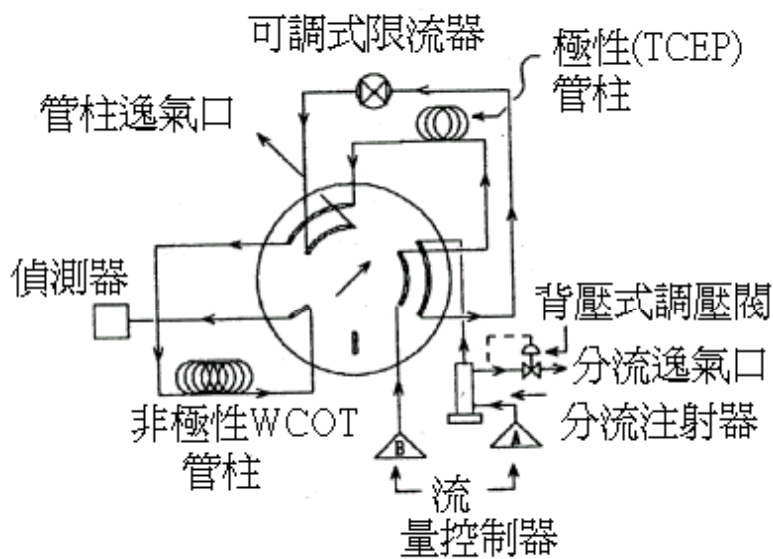 可調式限流器
極性(TCEP)
管柱
管柱逸氣口
偵測器
背壓式調壓閥
分流逸氣口
分流注射器
非極性WCOT
管柱
B
A
流
量控制器